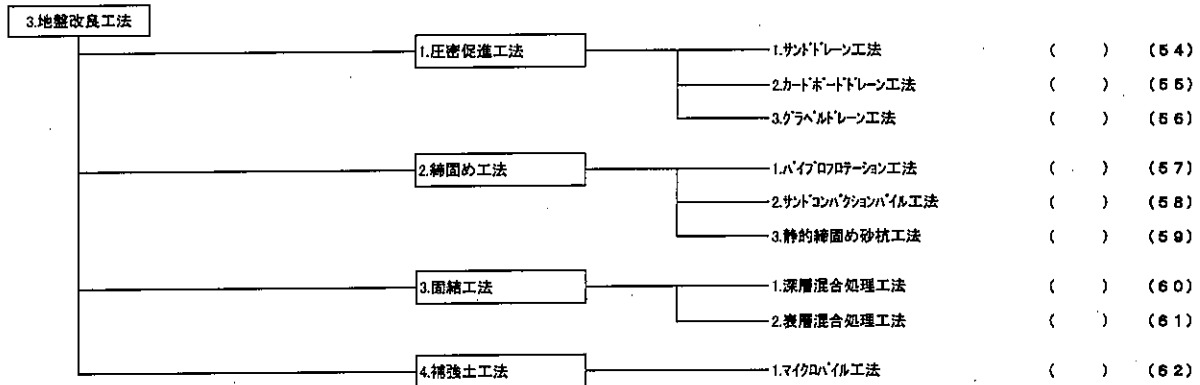 3.地盤改良工法
1.圧密促進工法
1.サンドドレーン工法 ( ) (54)
2.カードボードドレーン工法 ( ) (55)
3.グラベルドレーン工法 ( ) (56)
2.締固め工法
1.バイブロフロテーション工法 ( ) (57)
2.サンドコンパクションパイル工法 ( ) (58)
3.静的締固め砂杭工法 ( ) (59)
3.固結工法
1.深層混合処理工法 ( ) (60)
2.表層混合処理工法 ( ) (61)
4.補強土工法
1.マイクロパイル工法 ( ) (62)